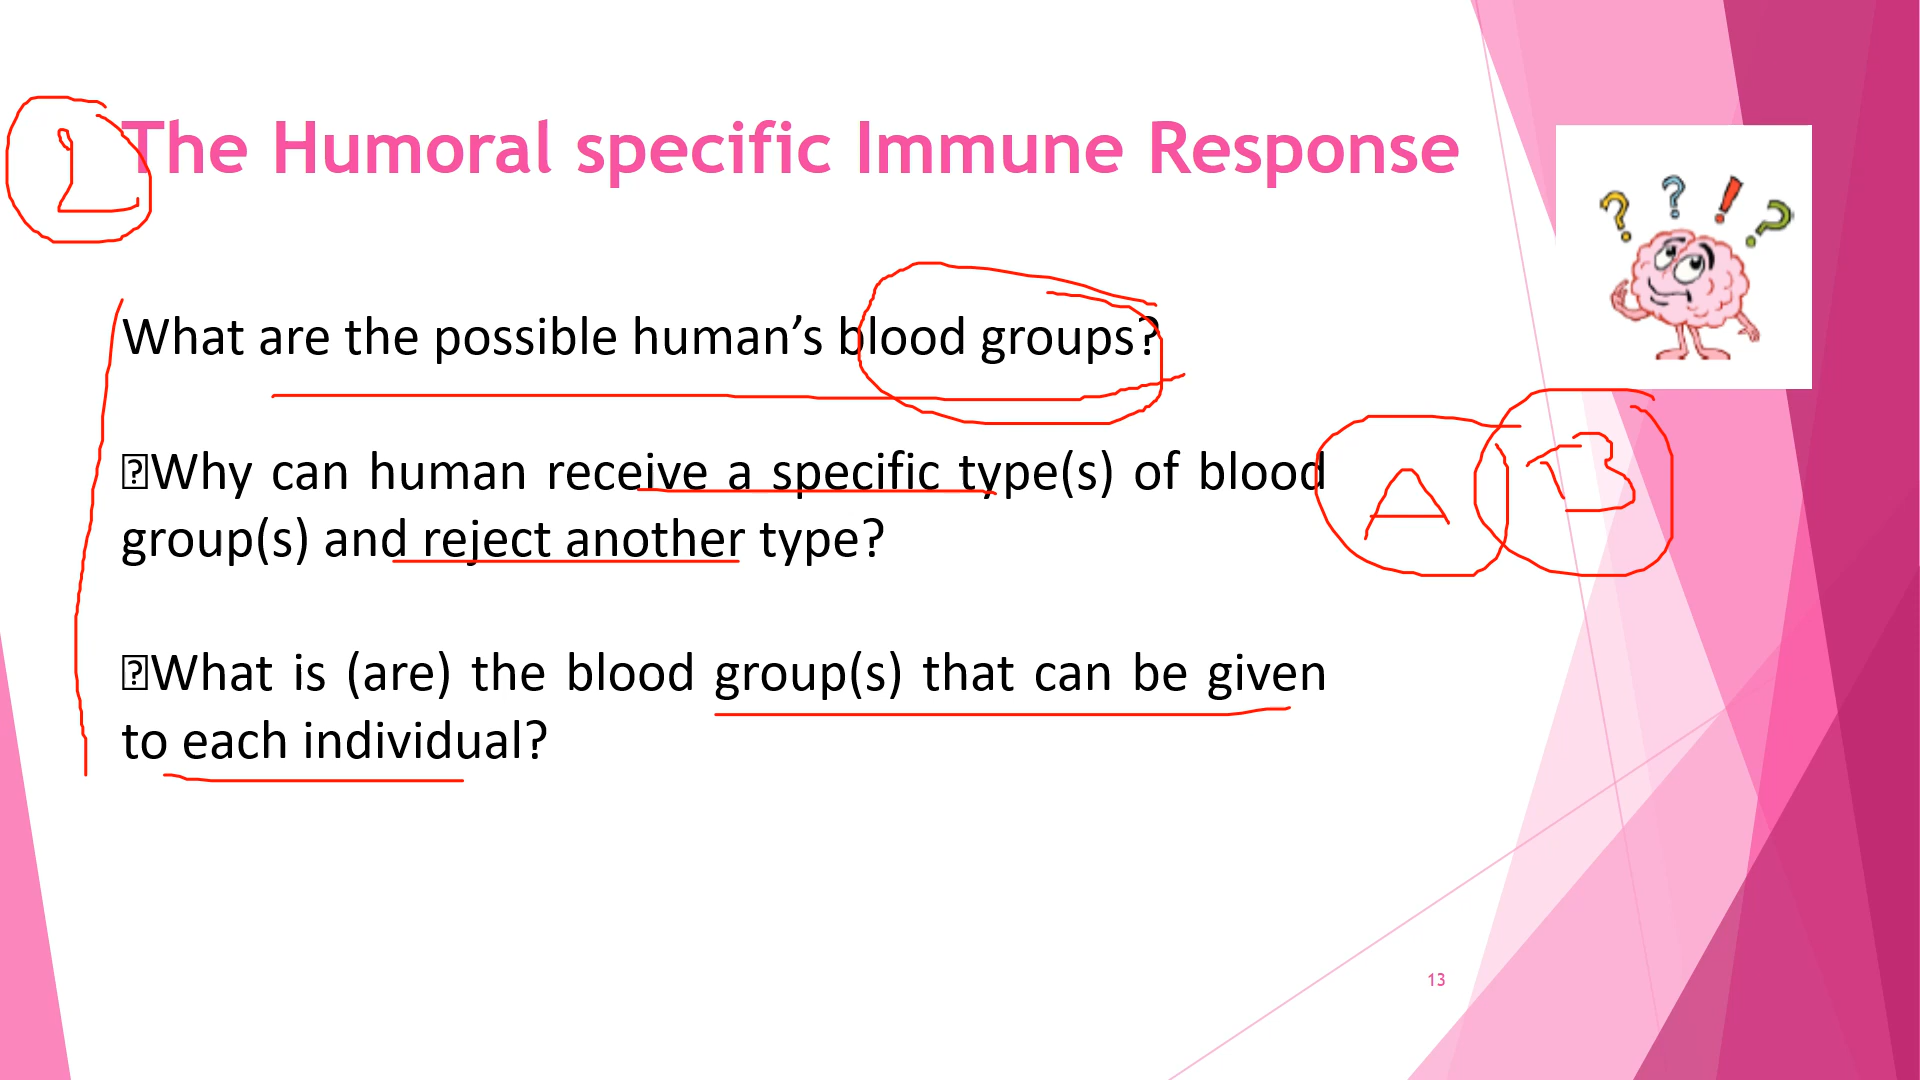 2
The Humoral specific Immune Response
? ? ! ?
What are the possible human’s blood groups?
Why can human receive a specific type(s) of blood
group(s) and reject another type?
A B
What is (are) the blood group(s) that can be given
to each individual?
13